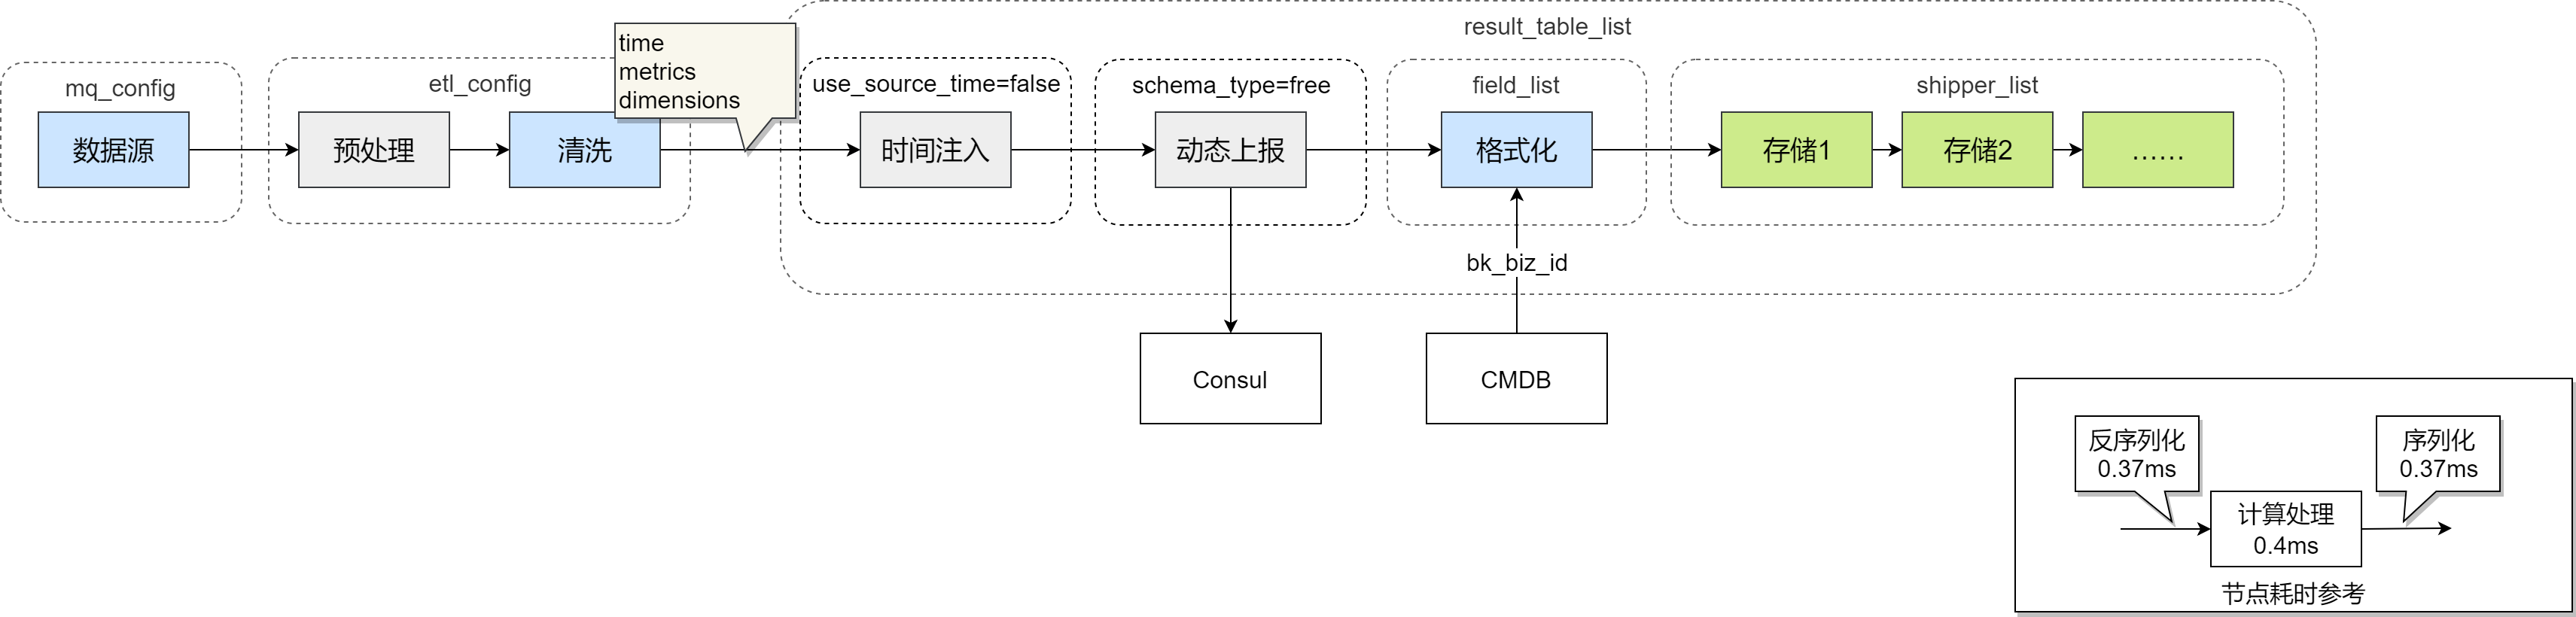 result_table_list
time
metrics
dimensions
mq_config
etl_config
use_source_time=false
schema_type=free
field_list
shipper_list
数据源
预处理
清洗
时间注入
动态上报
格式化
存储1
存储2
……
bk_biz_id
Consul
CMDB
反序列化
0.37ms
序列化
0.37ms
计算处理
0.4ms
节点耗时参考